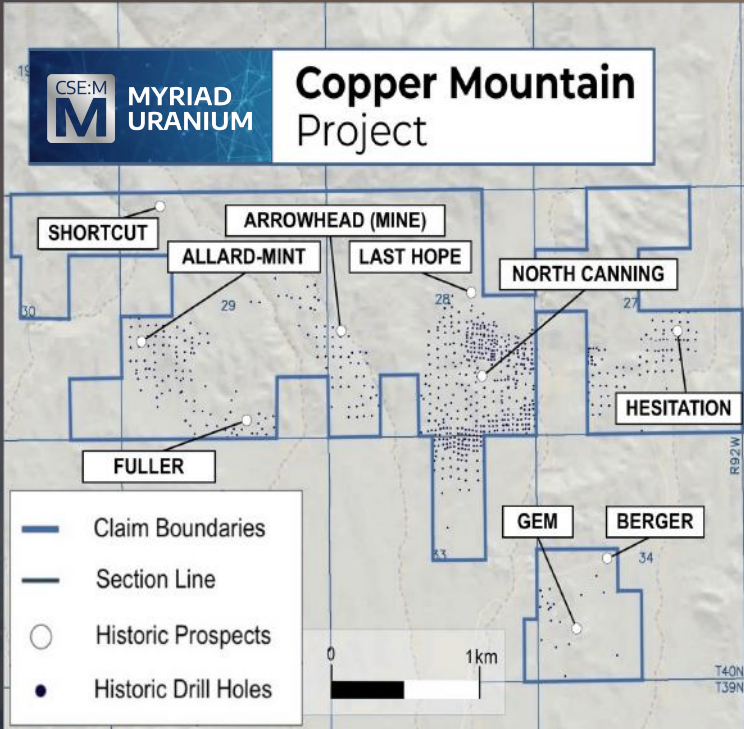 CSE:M
M
MYRIAD
URANIUM
Copper Mountain
Project
19
SHORTCUT
ARROWHEAD (MINE)
ALLARD-MINT
LAST HOPE
NORTH CANNING
30
29
28
27
HESITATION
FULLER
R92W
GEM
BERGER
33
34
Claim Boundaries
Section Line
Historic Prospects
Historic Drill Holes
0
1km
T40N
T39N